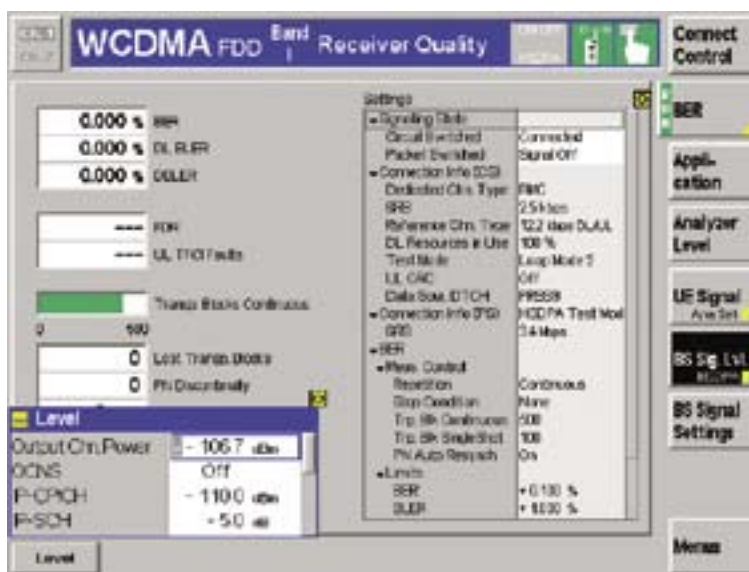 WCDMA FDD Band I Receiver Quality
Connect Control
0.000 % BER
0.000 % DL BLER
0.000 % DBLER
--- FDR
--- UL TFCI Faults
Transp. Blocks Continuous
0 500
0 Lost Transp. Blocks
0 PN Discontinuity
Settings
Signaling State
Circuit Switched Connected
Packet Switched Signal Off
Connection Info (CS)
Dedicated Chn. Type RMC
SRB 2.5 kbps
Reference Chn. Type 12.2 kbps DL/UL
DL Resources in Use 100 %
Test Mode Loop Mode 2
UL CRC Off
Data Sour. DTCH PRBS9
Connection Info (PS) HSDPA Test Mod
SRB 3.4 kbps
BER
Meas. Control
Repetition Continuous
Stop Condition None
Trp. Blk Continuous 500
Trp. Blk SingleShot 100
PN Auto Resynch On
Limits
BER + 0.100 %
BLER
BER
Appli-
cation
Analyzer
Level
UE Signal
BS Sig. Lvl.
BS Signal
Settings
Menus
Level
Output Chn.Power - 106.7 dBm
OCNS Off
P-CPICH - 110.0 dBm
P-SCH - 5.0 dB
Level